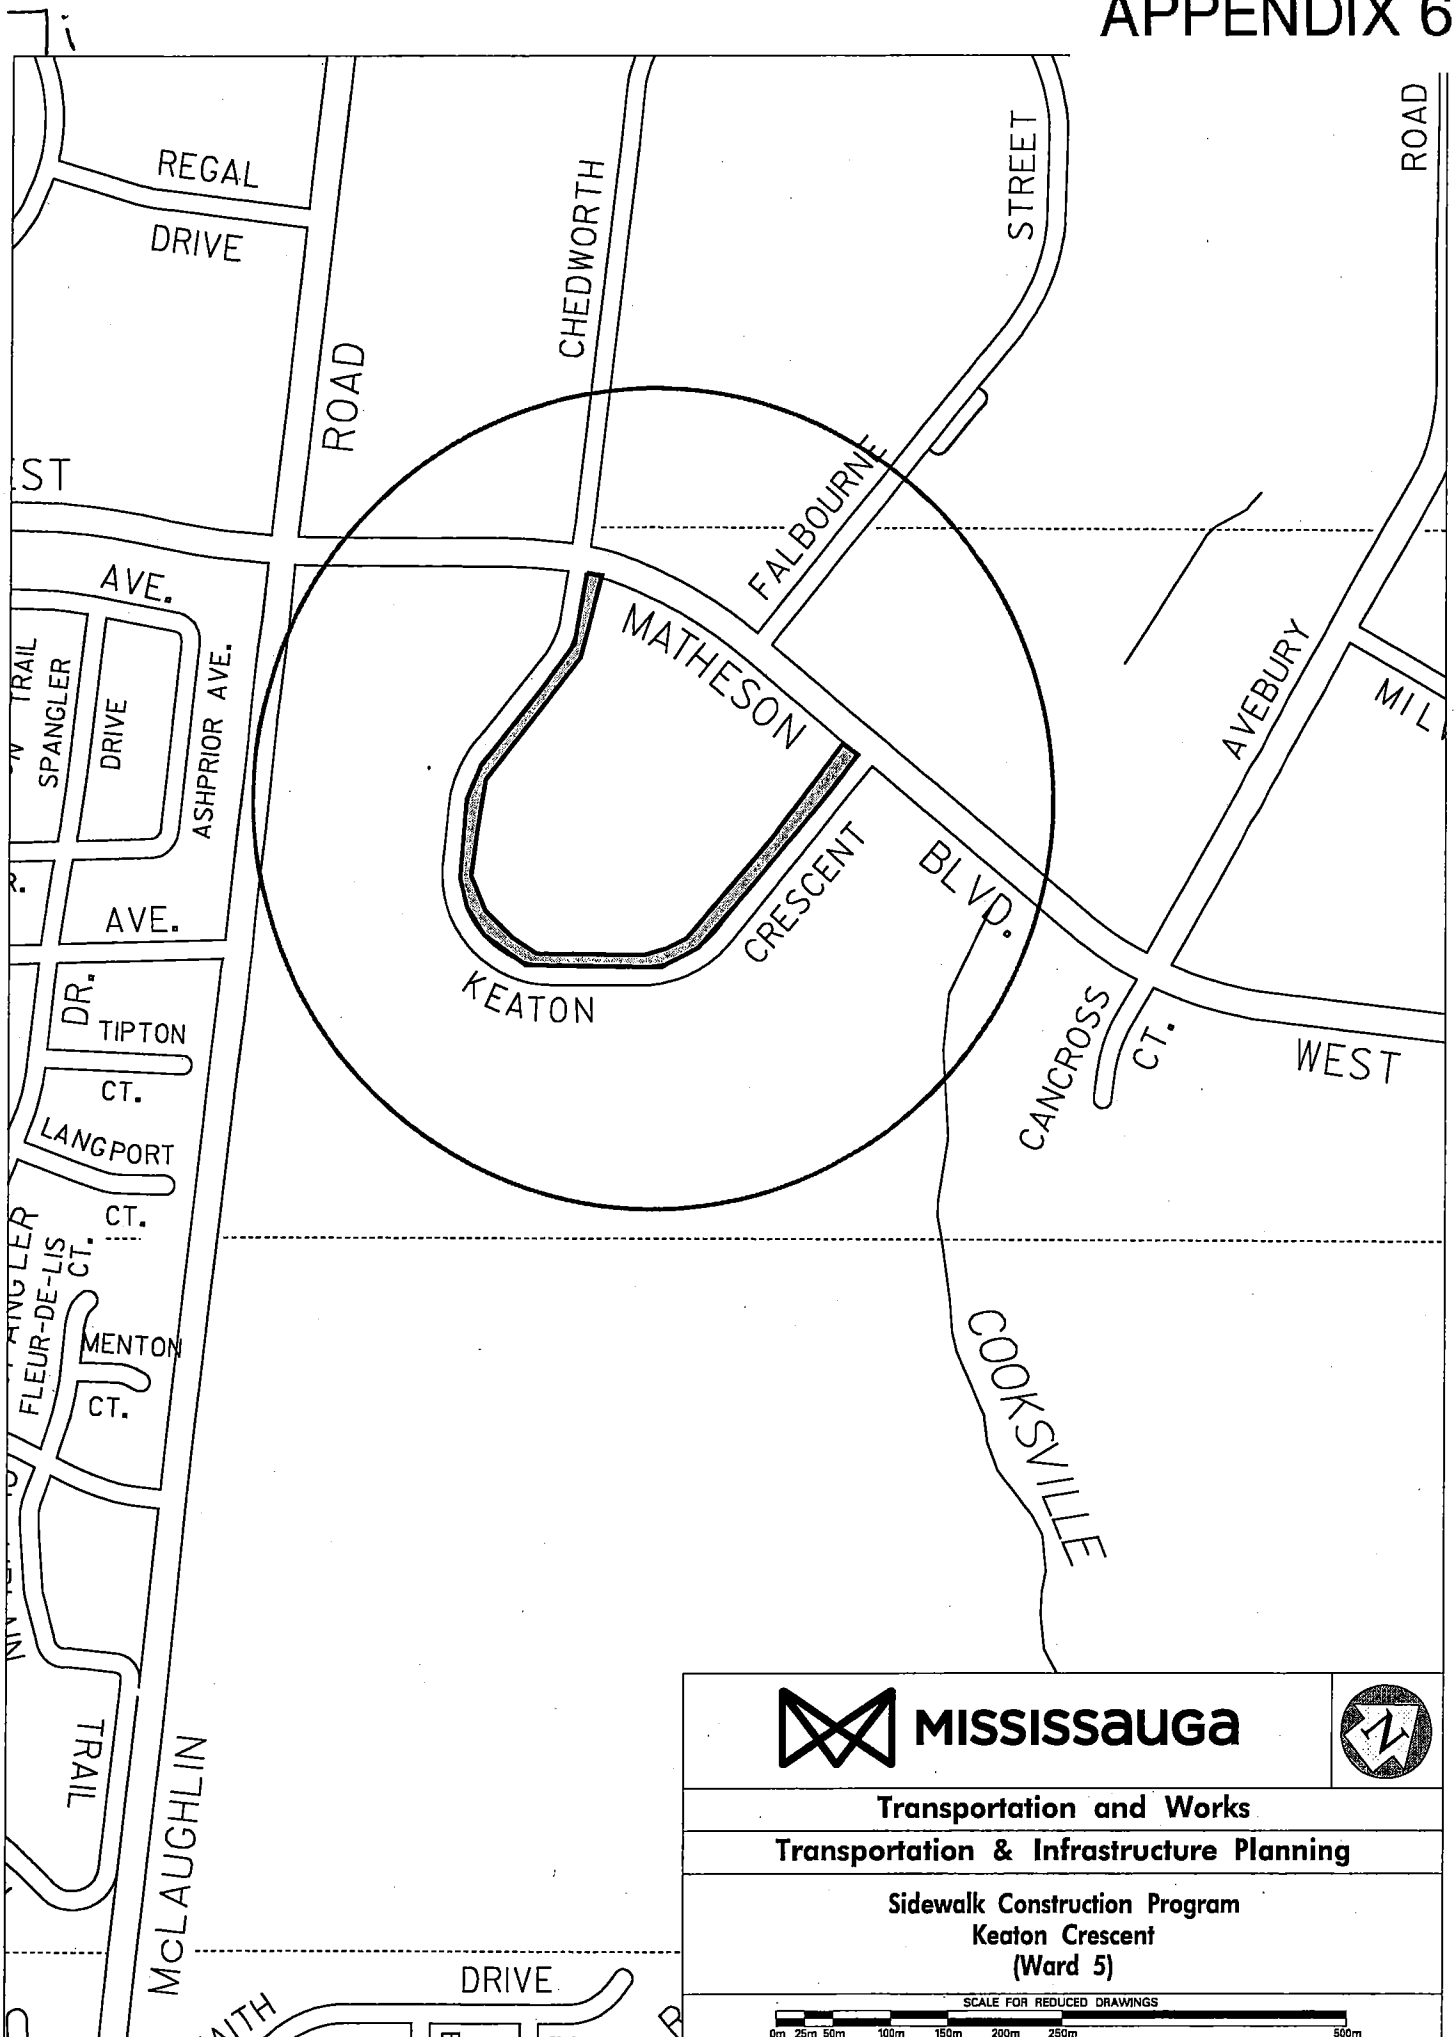 APPENDIX 6
REGAL
DRIVE
ROAD
CHEDWORTH
STREET
ROAD
FALBOURNE
AVE.
TRAIL
SPANGLER
DRIVE
ASHPRIOR AVE.
MATHESON
BLVD.
WEST
AVEBURY
KEATON
CRESCENT
AVE.
DR.
TIPTON
CT.
LANGPORT
CT.
CANCROSS
CT.
FLEUR-DE-LIS
CT.
MENTON
CT.
COOKSVILLE
TRAIL
McLAUGHLIN
DRIVE
MISSISSauGa
N
Transportation and Works
Transportation & Infrastructure Planning
Sidewalk Construction Program
Keaton Crescent
(Ward 5)
SCALE FOR REDUCED DRAWINGS
0m 25m 50m 100m 150m 200m 250m 500m